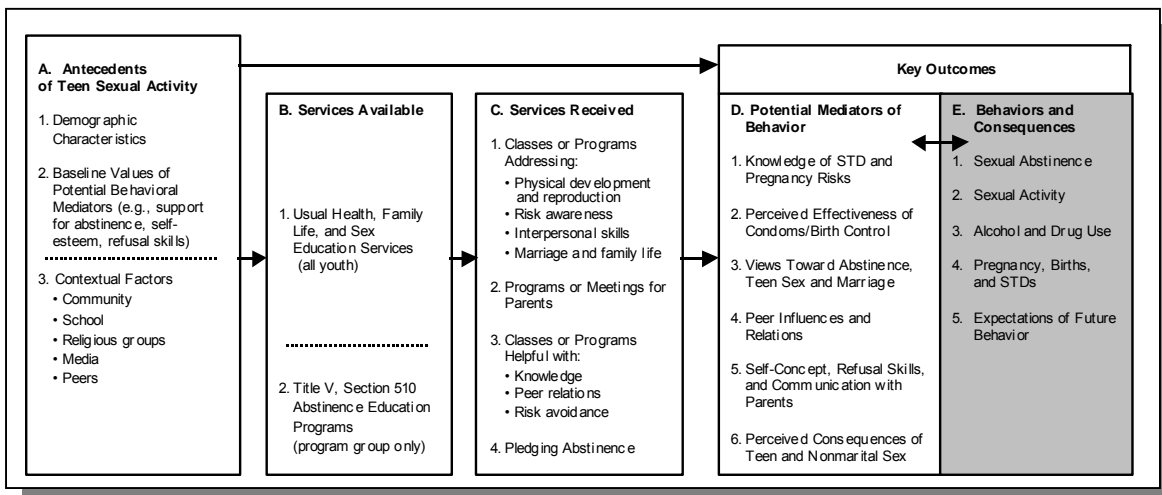 A. Antecedents
of Teen Sexual Activity
1. Demographic
Characteristics
2. Baseline Values of
Potential Behavioral
Mediators (e.g., support
for abstinence, self-
esteem, refusal skills)
3. Contextual Factors
• Community
• School
• Religious groups
• Media
• Peers
B. Services Available
1. Usual Health, Family
Life, and Sex
Education Services
(all youth)
2. Title V, Section 510
Abstinence Education
Programs
(program group only)
C. Services Received
1. Classes or Programs
Addressing:
• Physical development
and reproduction
• Risk awareness
• Interpersonal skills
• Marriage and family life
2. Programs or Meetings for
Parents
3. Classes or Programs
Helpful with:
• Knowledge
• Peer relations
• Risk avoidance
4. Pledging Abstinence
Key Outcomes
D. Potential Mediators of
Behavior
1. Knowledge of STD and
Pregnancy Risks
2. Perceived Effectiveness of
Condoms/Birth Control
3. Views Toward Abstinence,
Teen Sex and Marriage
4. Peer Influences and
Relations
5. Self-Concept, Refusal Skills,
and Communication with
Parents
6. Perceived Consequences of
Teen and Nonmarital Sex
E. Behaviors and
Consequences
1. Sexual Abstinence
2. Sexual Activity
3. Alcohol and Drug Use
4. Pregnancy, Births,
and STDs
5. Expectations of Future
Behavior